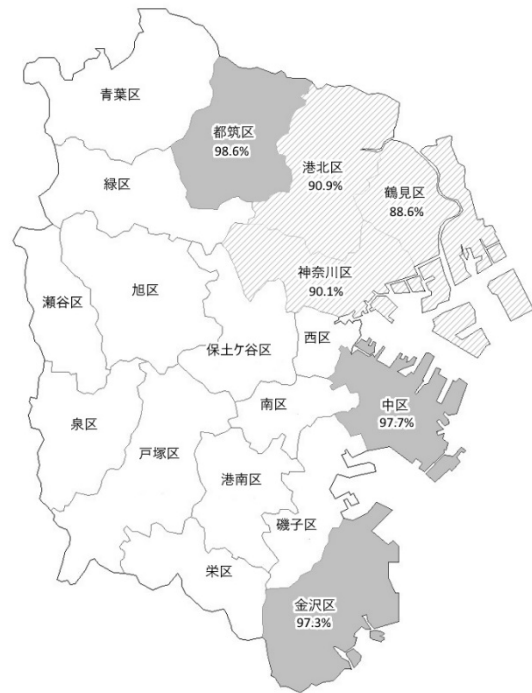 青葉区
都筑区
98.6%
港北区
90.9%
鶴見区
88.6%
緑区
神奈川区
90.1%
瀬谷区
旭区
保土ケ谷区
西区
泉区
戸塚区
南区
中区
97.7%
港南区
磯子区
栄区
金沢区
97.3%